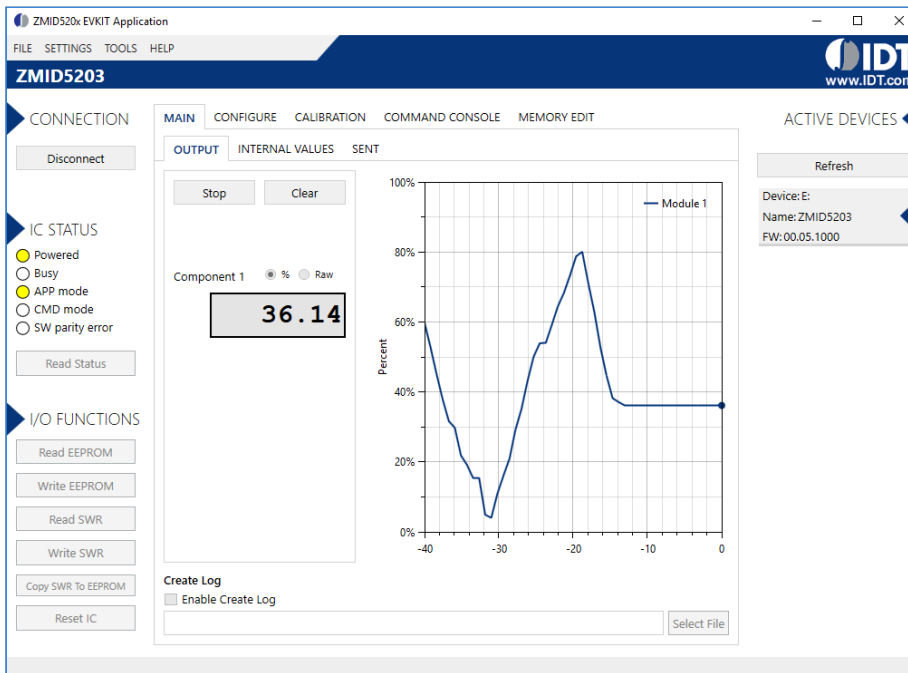 ZMID520x EVKIT Application
FILE SETTINGS TOOLS HELP
IDT
ZMID5203
www.IDT.com
CONNECTION
Disconnect
IC STATUS
Powered
Busy
APP mode
CMD mode
SW parity error
Read Status
I/O FUNCTIONS
Read EEPROM
Write EEPROM
Read SWR
Write SWR
Copy SWR To EEPROM
Reset IC
MAIN CONFIGURE CALIBRATION COMMAND CONSOLE MEMORY EDIT
OUTPUT INTERNAL VALUES SENT
Stop Clear
Component 1 % Raw
36.14
Percent
100%
80%
60%
40%
20%
0%
-40 -30 -20 -10 0
Module 1
Create Log
Enable Create Log
Select File
ACTIVE DEVICES
Refresh
Device: E:
Name: ZMID5203
FW: 00.05.1000